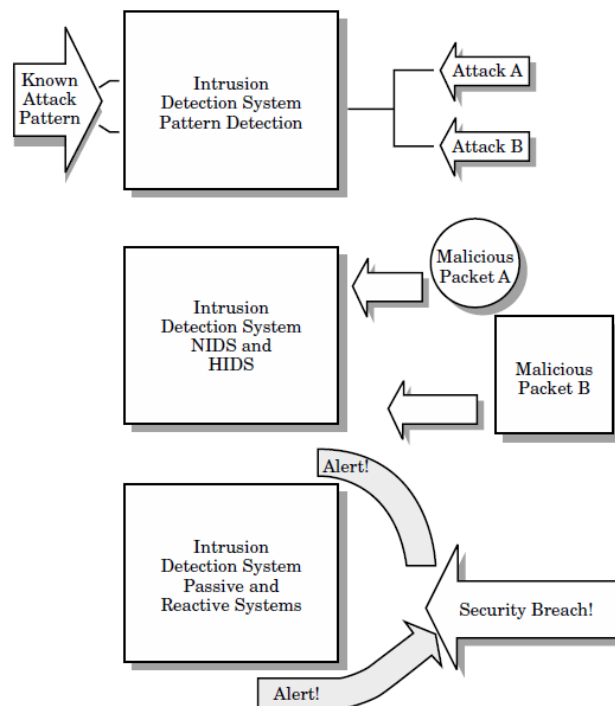 Known
Attack
Pattern
Intrusion
Detection System
Pattern Detection
Attack A
Attack B
Intrusion
Detection System
NIDS and
HIDS
Malicious
Packet A
Malicious
Packet B
Alert!
Intrusion
Detection System
Passive and
Reactive Systems
Security Breach!
Alert!